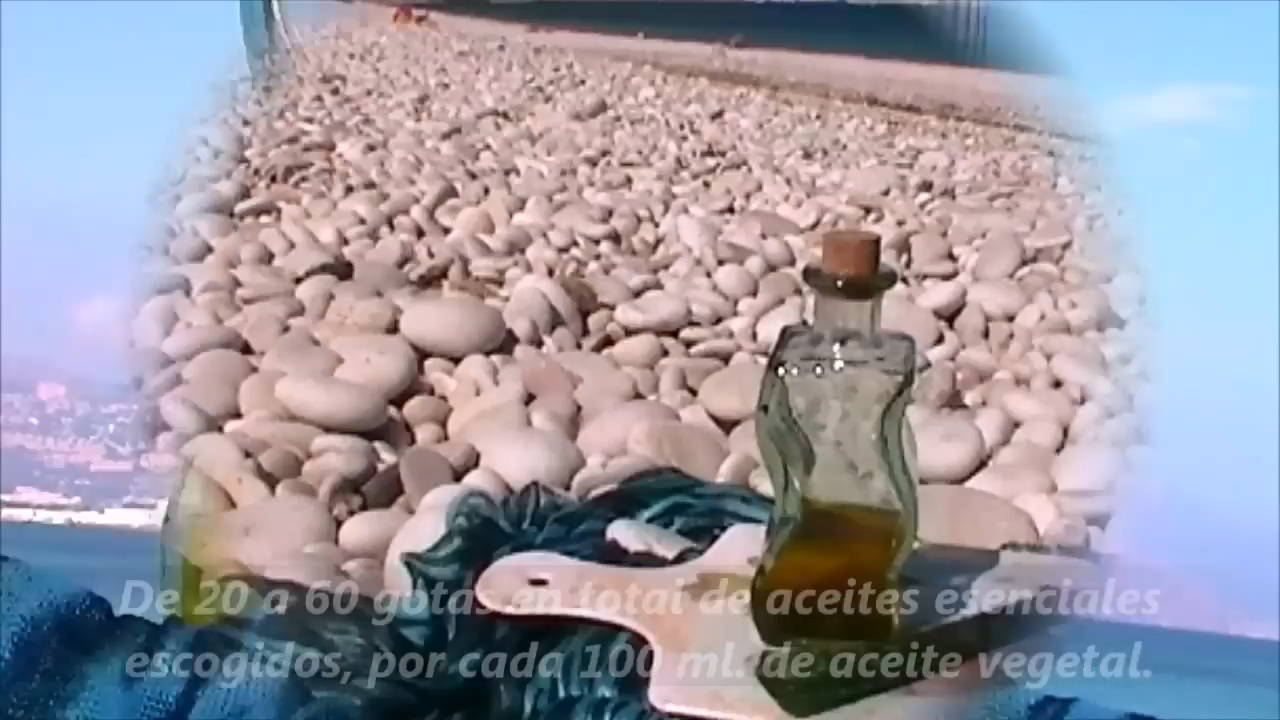 De 20 a 60 gotas en total de aceites esenciales
escogidos, por cada 100 ml. de aceite vegetal.